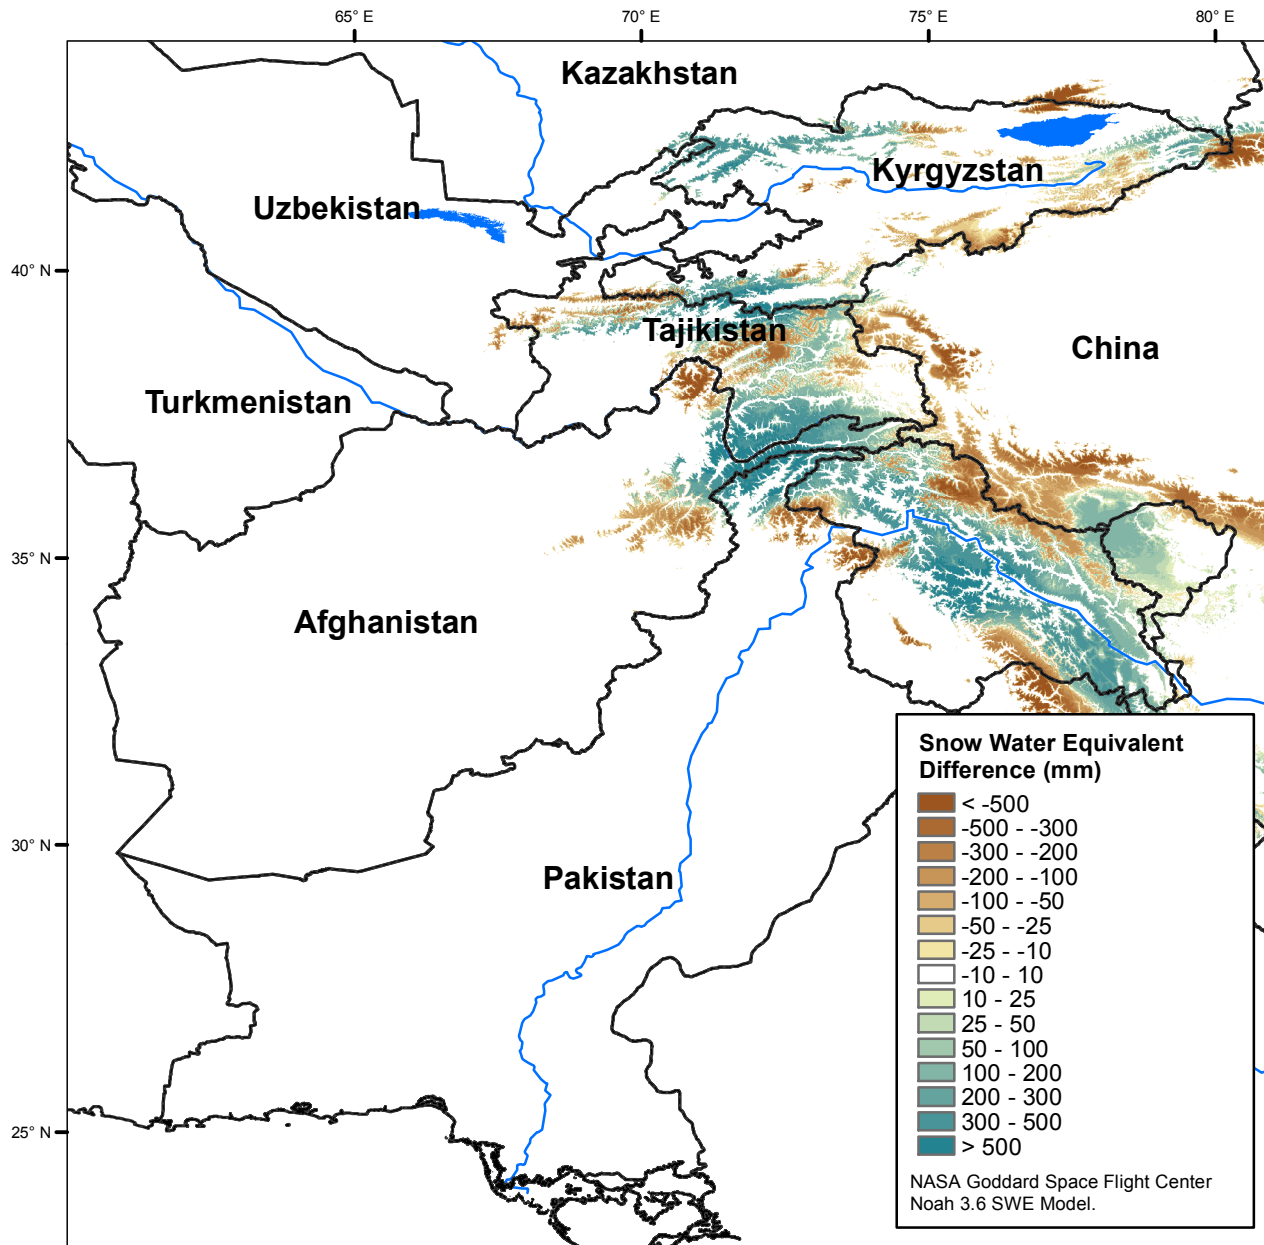 65° E 70° E 75° E 80° E
Kazakhstan
Kyrgyzstan
Uzbekistan
40° N
Tajikistan
China
Turkmenistan
35° N
Afghanistan
Snow Water Equivalent
Difference (mm)
< -500
-500 - -300
-300 - -200
-200 - -100
-100 - -50
-50 - -25
-25 - -10
-10 - 10
10 - 25
25 - 50
50 - 100
100 - 200
200 - 300
300 - 500
> 500
NASA Goddard Space Flight Center
Noah 3.6 SWE Model.
30° N
Pakistan
25° N